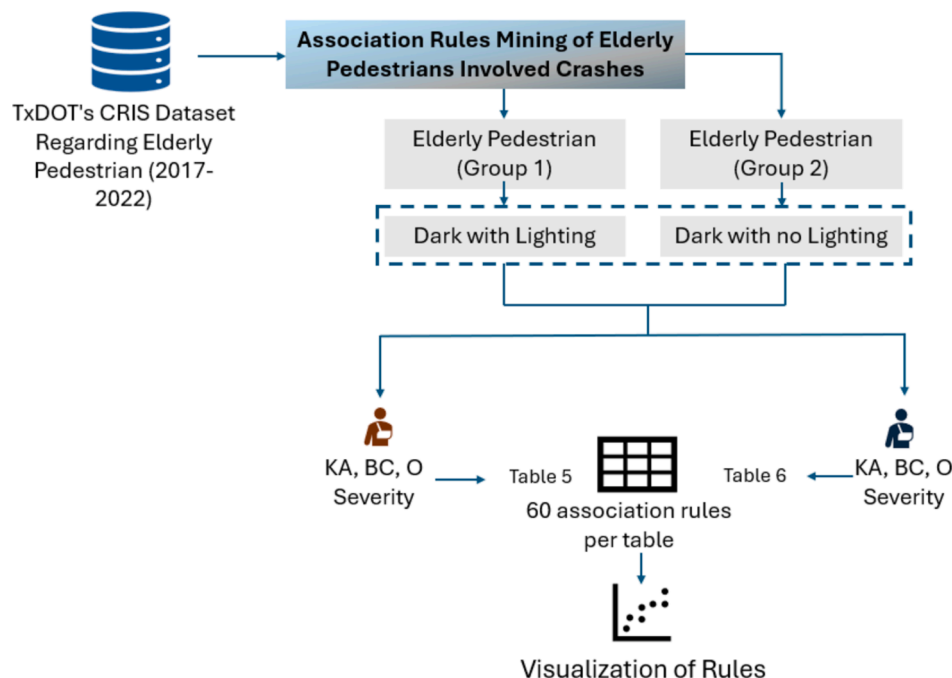 Association Rules Mining of Elderly
Pedestrians Involved Crashes
TxDOT's CRIS Dataset
Regarding Elderly
Pedestrian (2017-
2022)
Elderly Pedestrian
(Group 1)
Elderly Pedestrian
(Group 2)
Dark with Lighting
Dark with no Lighting
KA, BC, O
Severity
Table 5
Table 6
KA, BC, O
Severity
60 association rules
per table
Visualization of Rules